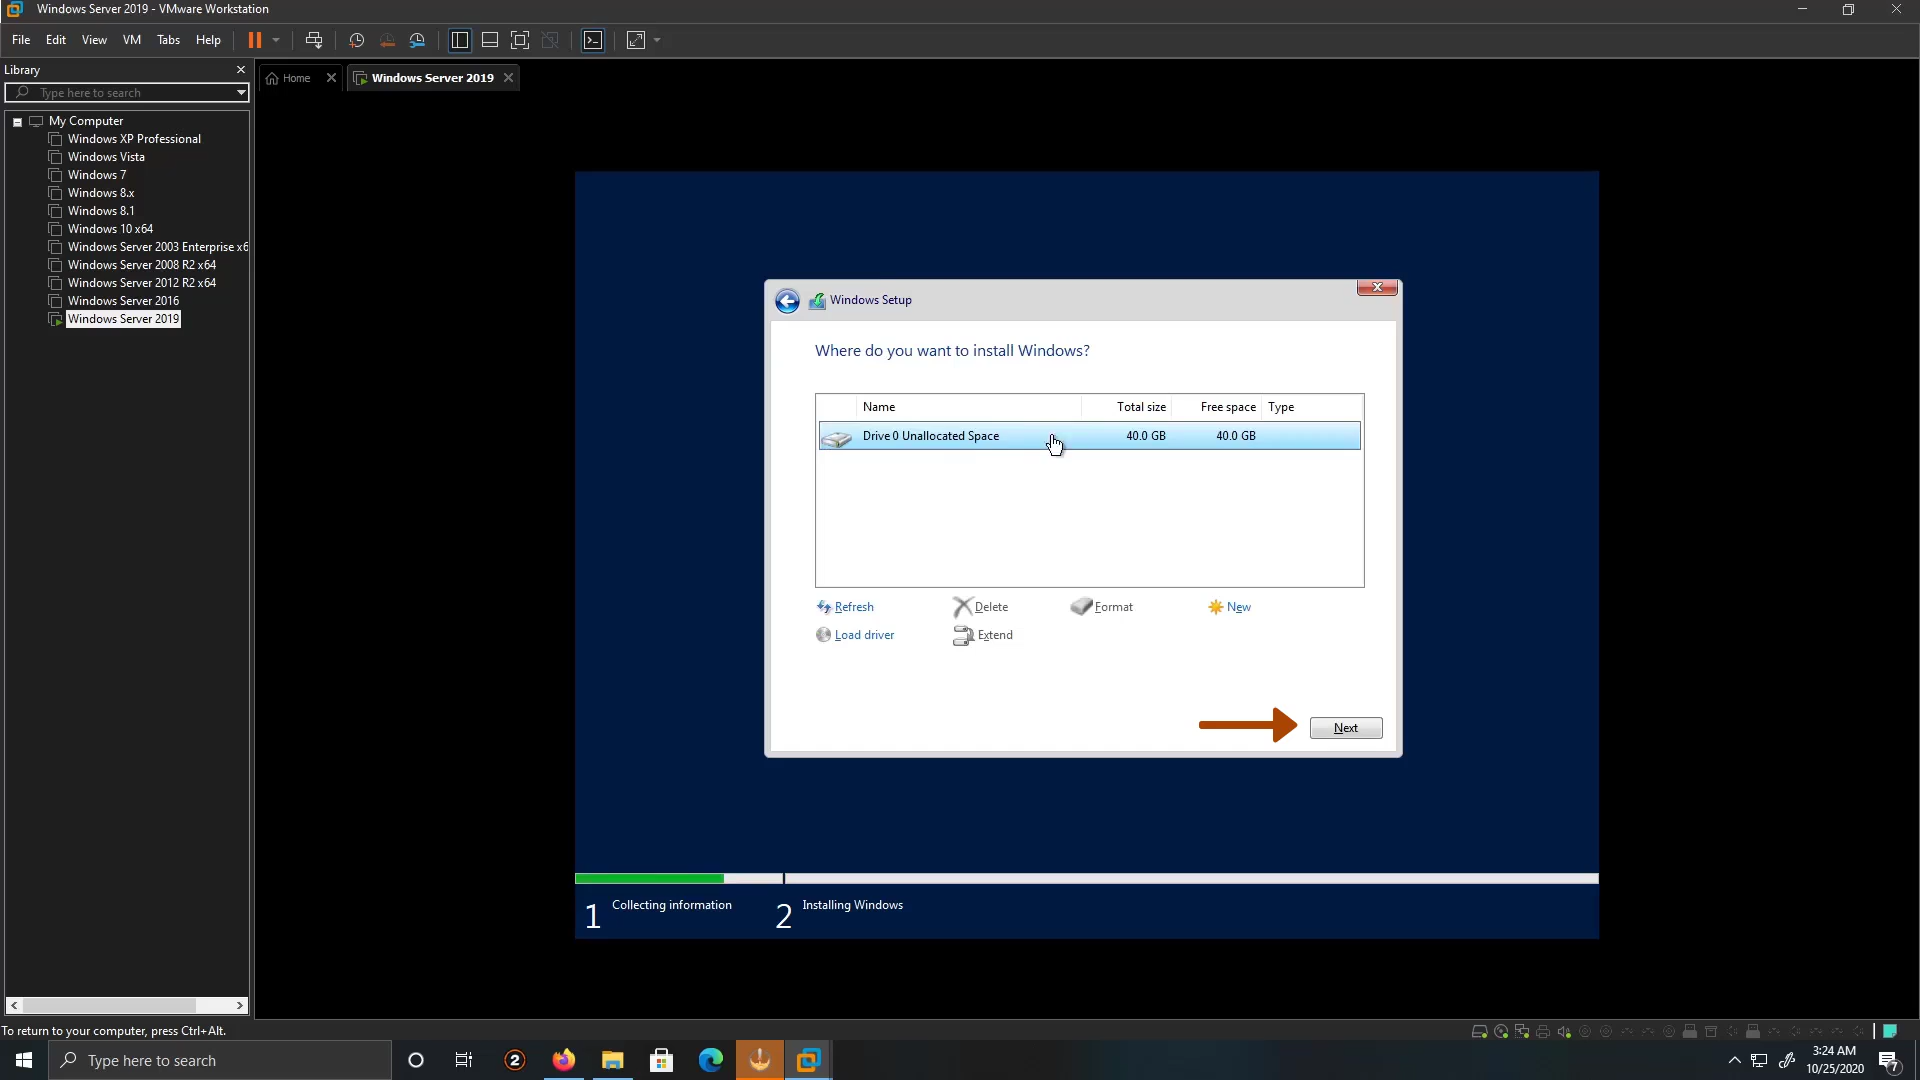 Windows Server 2019 - VMware Workstation
File Edit View VM Tabs Help
Library
Type here to search
Home
Windows Server 2019
My Computer
Windows XP Professional
Windows Vista
Windows 7
Windows 8.x
Windows 8.1
Windows 10 x64
Windows Server 2003 Enterprise x6
Windows Server 2008 R2 x64
Windows Server 2012 R2 x64
Windows Server 2016
Windows Server 2019
Windows Setup
Where do you want to install Windows?
Name Total size Free space Type
Drive 0 Unallocated Space 40.0 GB 40.0 GB
Refresh Delete Format New
Load driver Extend
Next
1 Collecting information 2 Installing Windows
To return to your computer, press Ctrl+Alt.
Type here to search
2
3:24 AM
10/25/2020
7